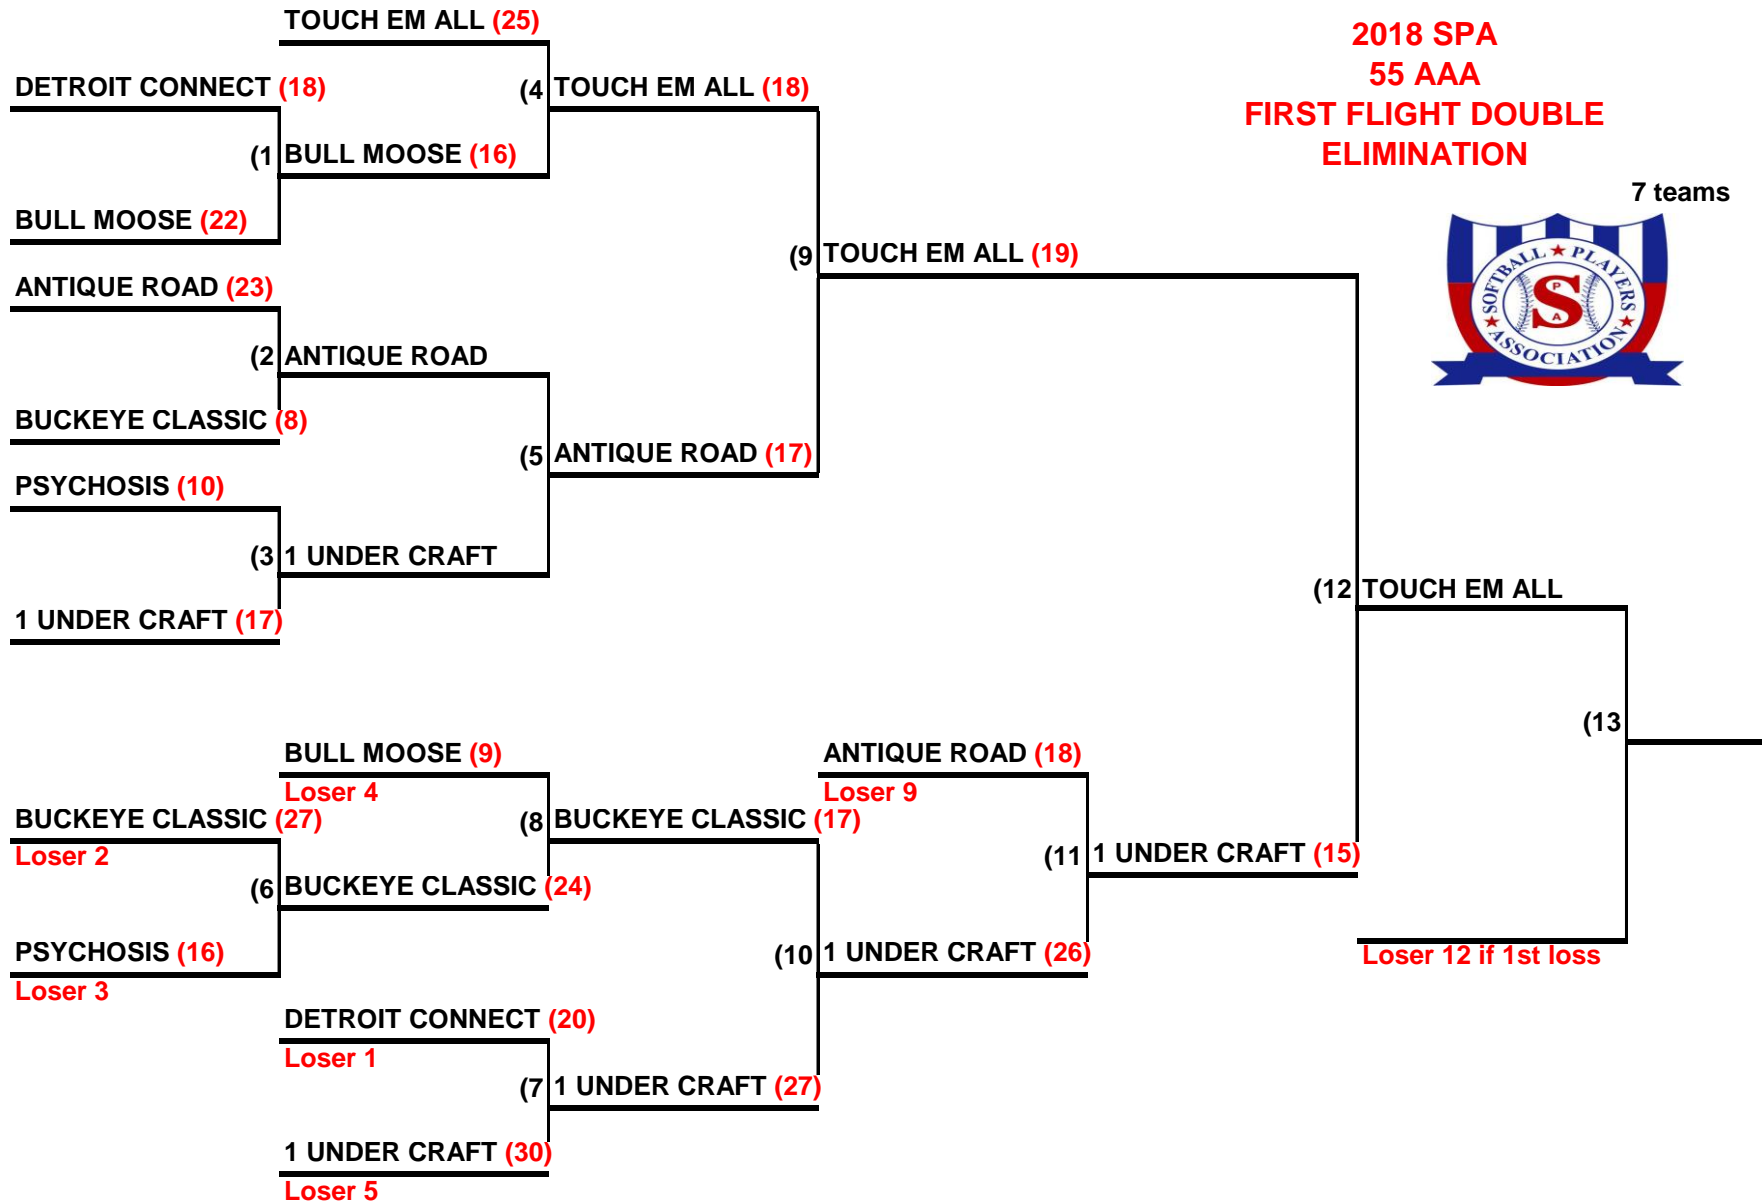 TOUCH EM ALL (25)
2018 SPA
55 AAA
FIRST FLIGHT DOUBLE
ELIMINATION
7 teams
DETROIT CONNECT (18)
(4 TOUCH EM ALL (18)
(1 BULL MOOSE (16)
BULL MOOSE (22)
(9 TOUCH EM ALL (19)
SOFTBALL ★ PLAYERS
★ ASSOCIATION ★
S
P
A
ANTIQUE ROAD (23)
(2 ANTIQUE ROAD
BUCKEYE CLASSIC (8)
(5 ANTIQUE ROAD (17)
PSYCHOSIS (10)
(3 1 UNDER CRAFT
1 UNDER CRAFT (17)
(12 TOUCH EM ALL
(13
BULL MOOSE (9)
Loser 4
ANTIQUE ROAD (18)
Loser 9
BUCKEYE CLASSIC (27)
Loser 2
(8 BUCKEYE CLASSIC (17)
(11 1 UNDER CRAFT (15)
(6 BUCKEYE CLASSIC (24)
PSYCHOSIS (16)
Loser 3
(10 1 UNDER CRAFT (26)
Loser 12 if 1st loss
DETROIT CONNECT (20)
Loser 1
(7 1 UNDER CRAFT (27)
1 UNDER CRAFT (30)
Loser 5